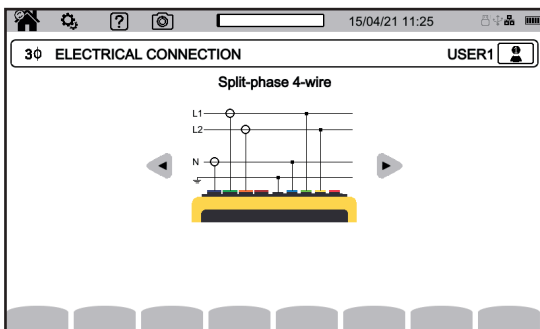 ?
15/04/21 11:25
3ϕ ELECTRICAL CONNECTION USER1
Split-phase 4-wire
L1
L2
N